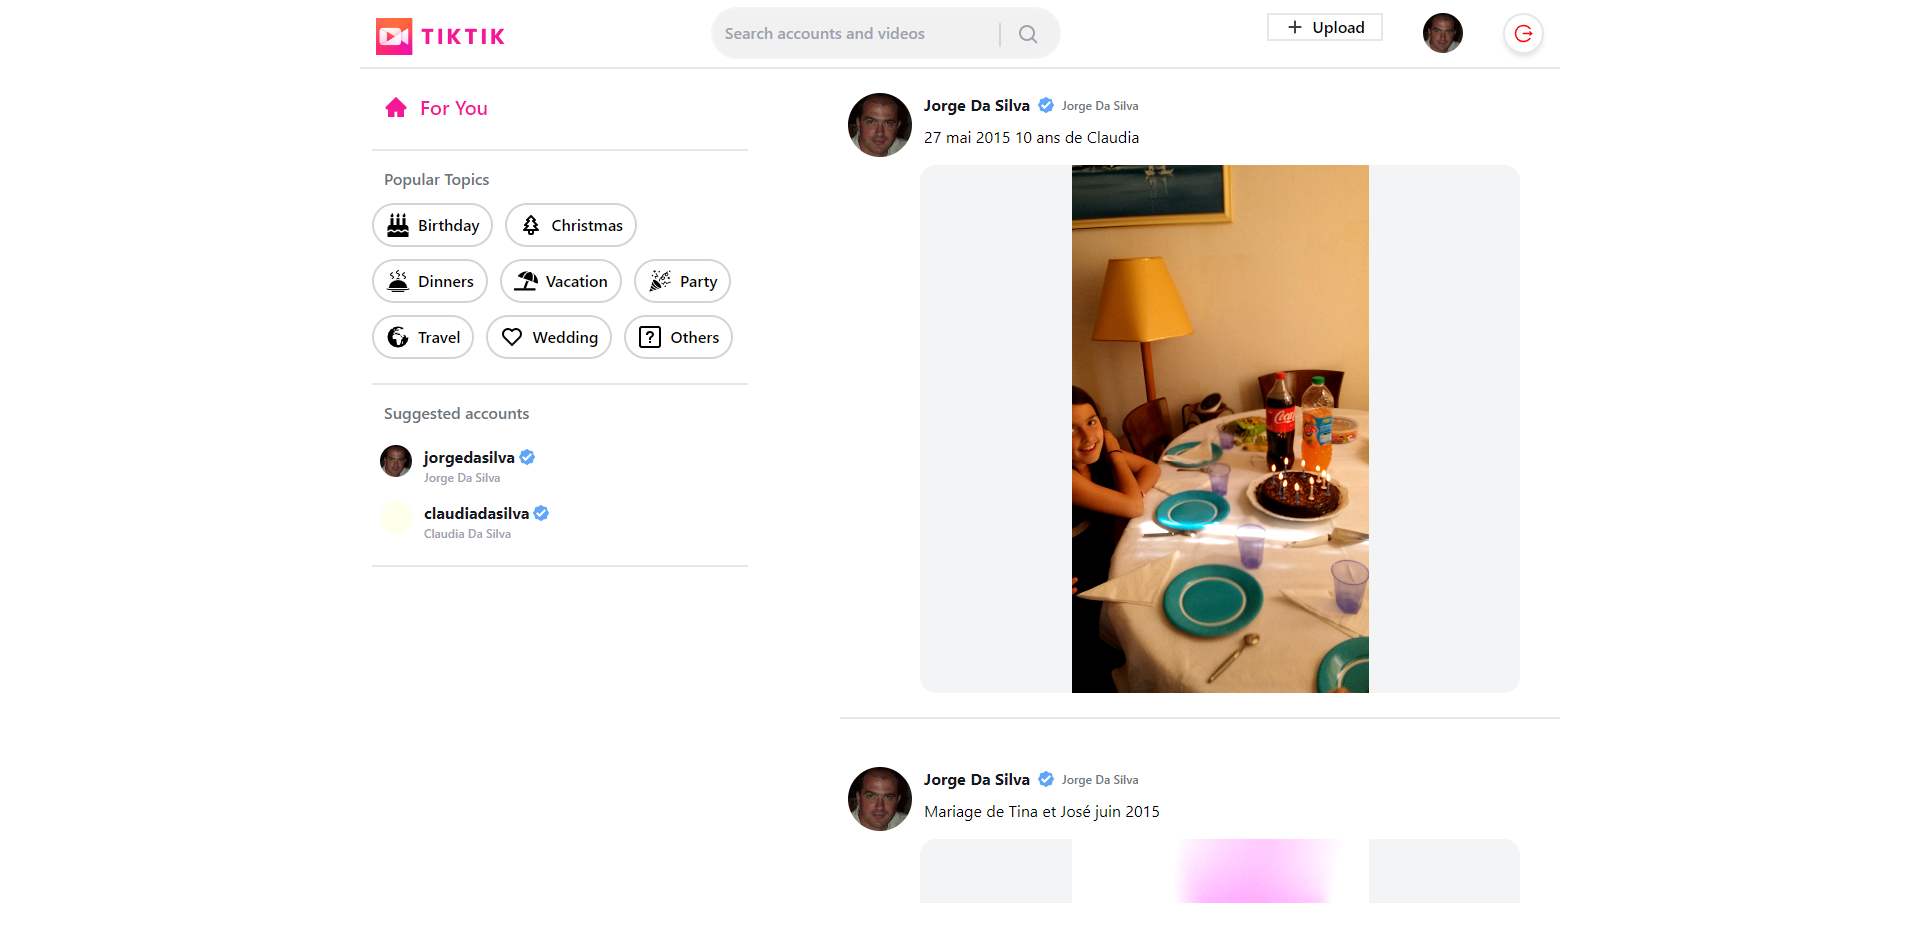 TIKTIK
Search accounts and videos
Upload
For You
Popular Topics
Birthday
Christmas
Dinners
Vacation
Party
Travel
Wedding
Others
Suggested accounts
jorgedasilva
Jorge Da Silva
claudiadasilva
Claudia Da Silva
Jorge Da Silva Jorge Da Silva
27 mai 2015 10 ans de Claudia
Jorge Da Silva Jorge Da Silva
Mariage de Tina et José juin 2015